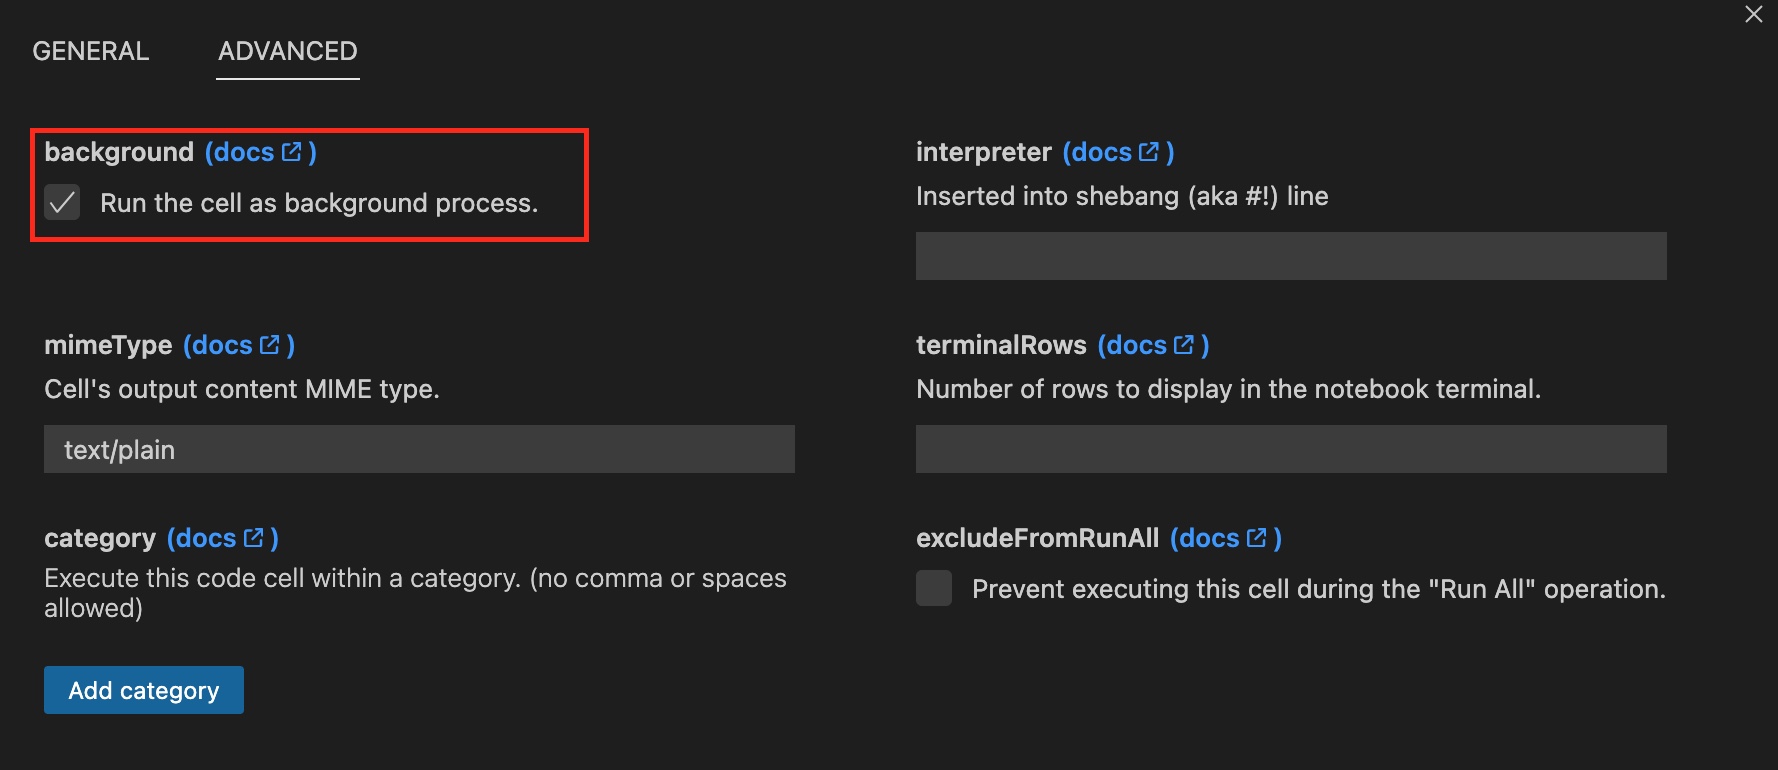 GENERAL ADVANCED
background (docs )
Run the cell as background process.
interpreter (docs )
Inserted into shebang (aka #!) line
mimeType (docs )
Cell's output content MIME type.
text/plain
terminalRows (docs )
Number of rows to display in the notebook terminal.
category (docs )
Execute this code cell within a category. (no comma or spaces
allowed)
Add category
excludeFromRunAll (docs )
Prevent executing this cell during the "Run All" operation.